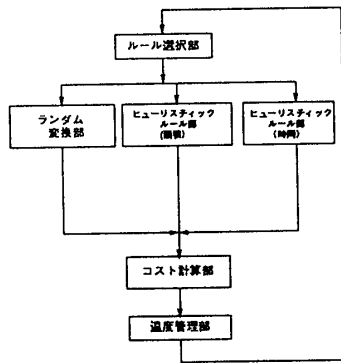 ルール選択部
ランダム
変換部
ヒューリスティック
ルール部
(面積)
ヒューリスティック
ルール部
(時間)
コスト計算部
温度管理部